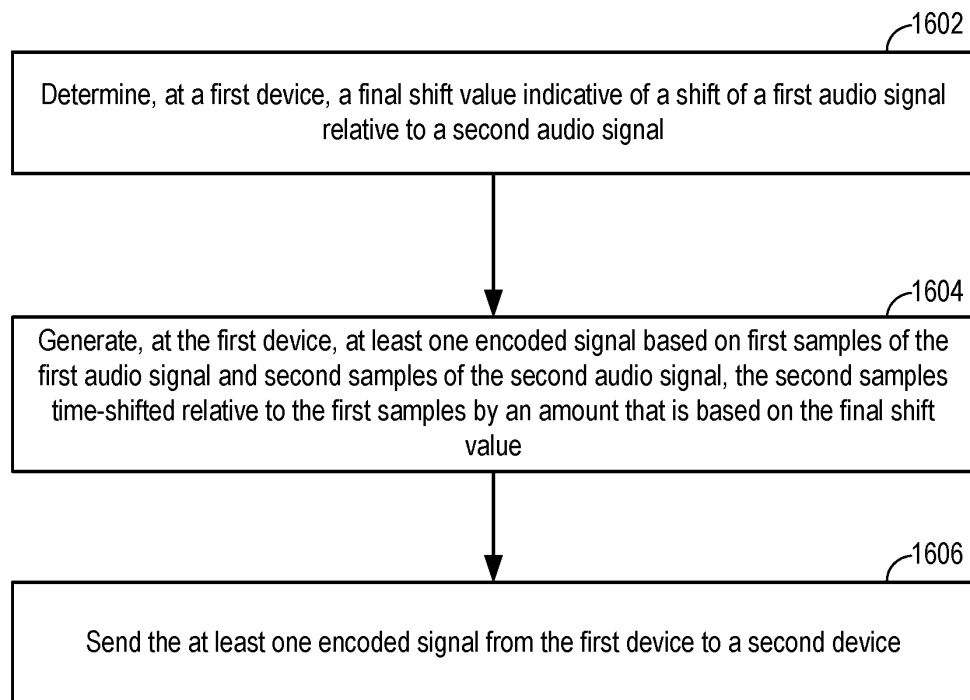 1602
Determine, at a first device, a final shift value indicative of a shift of a first audio signal
relative to a second audio signal
1604
Generate, at the first device, at least one encoded signal based on first samples of the
first audio signal and second samples of the second audio signal, the second samples
time-shifted relative to the first samples by an amount that is based on the final shift
value
1606
Send the at least one encoded signal from the first device to a second device